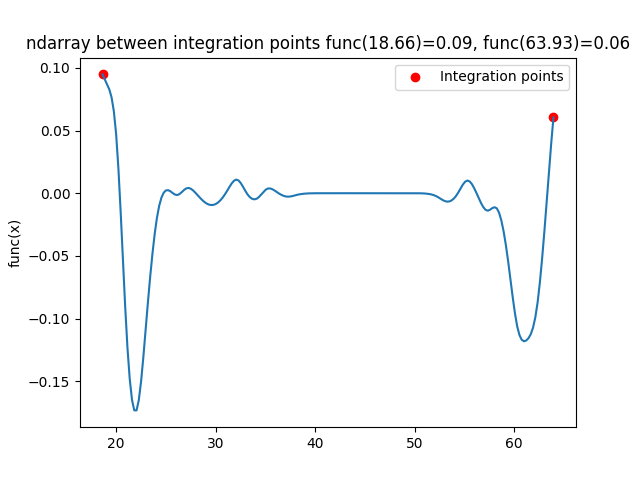 ndarray between integration points func(18.66)=0.09, func(63.93)=0.06
Integration points
0.10
0.05
0.00
−0.05
−0.10
−0.15
func(x)
20 30 40 50 60